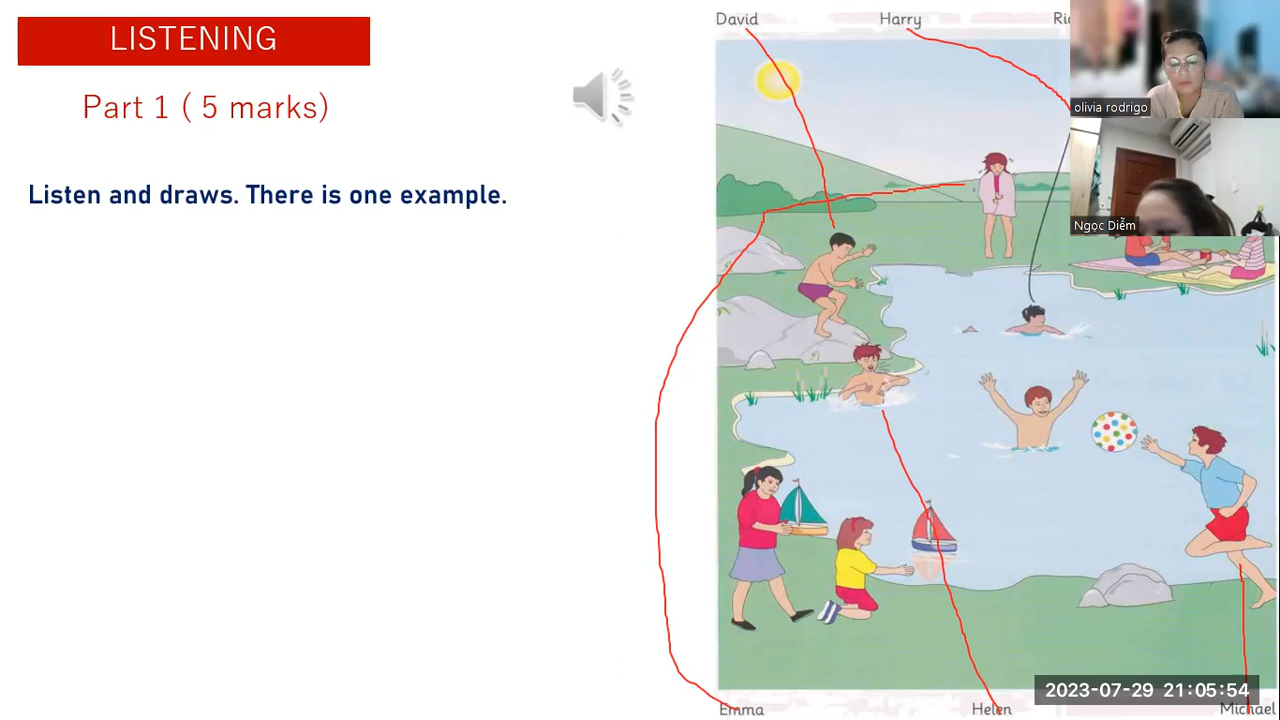 LISTENING
Part 1 ( 5 marks)
Listen and draws. There is one example.
David Harry
olivia rodrigo
Ngọc Diễm
2023-07-29 21:05:54
Emma Helen Michael